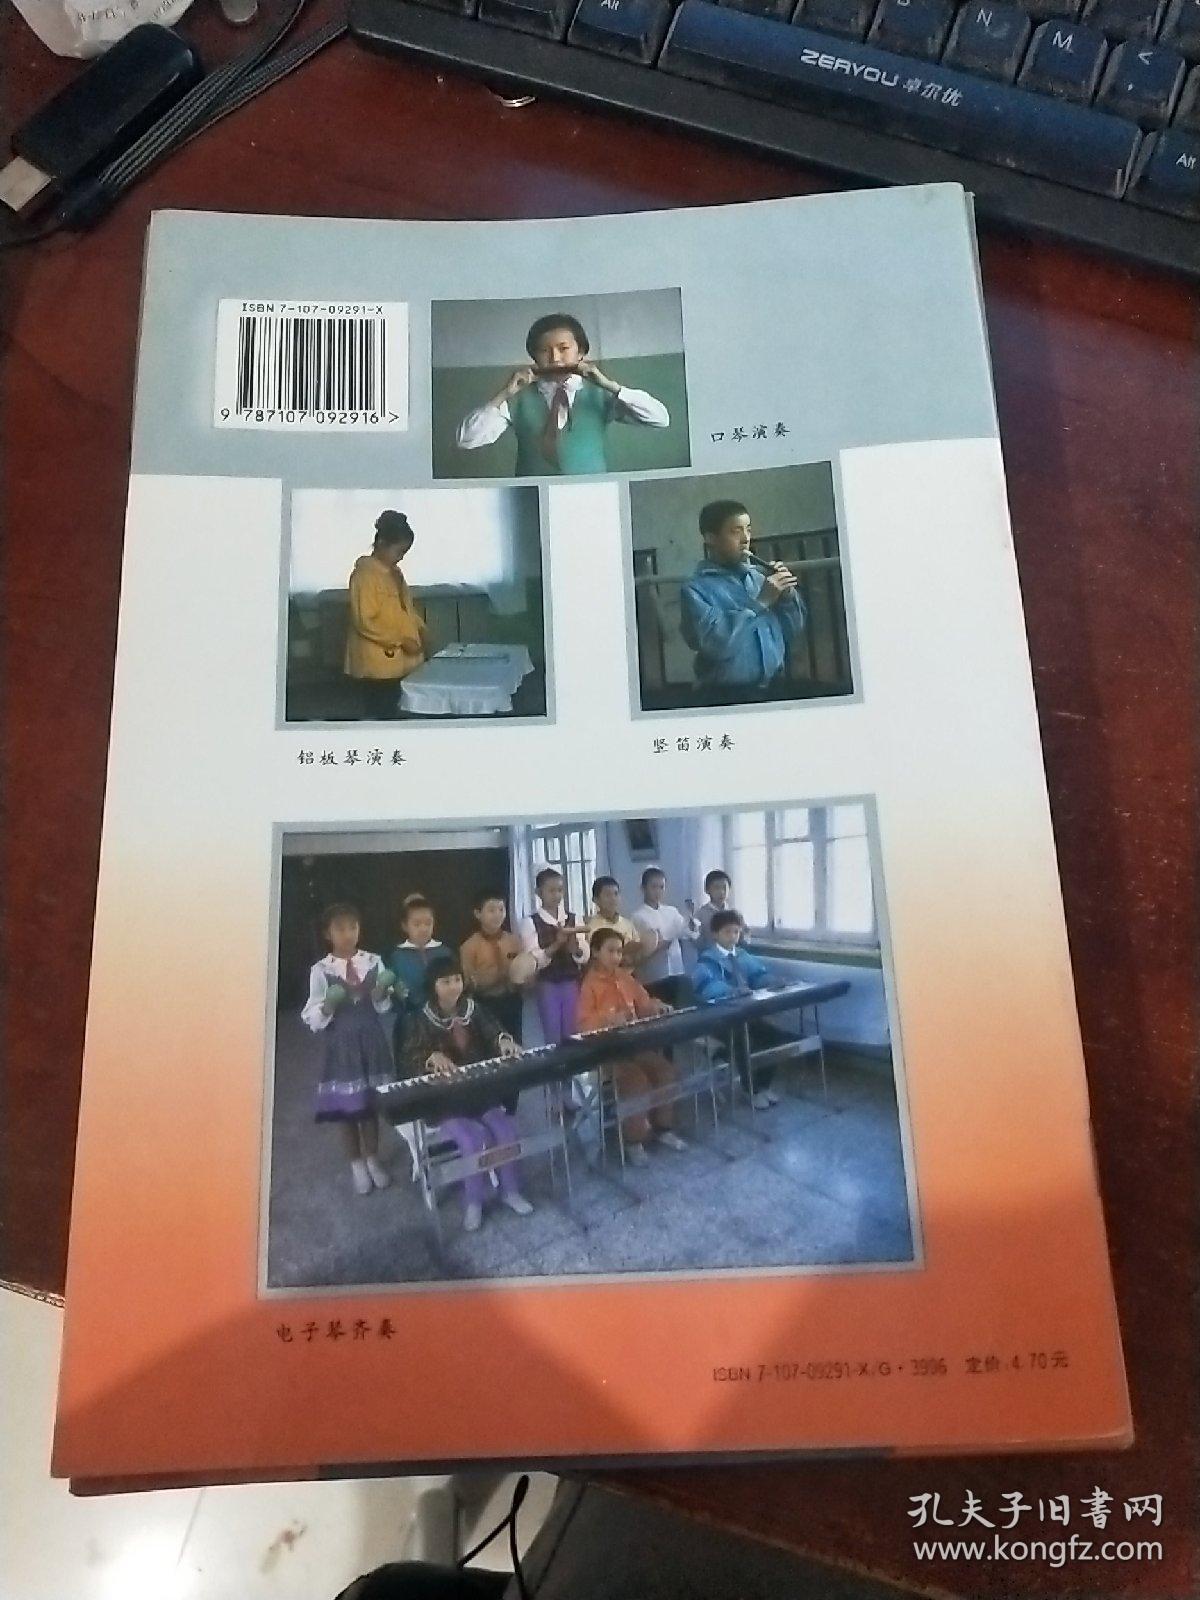 Alt
N
M
<
,
ZERYOU 卓尔优
Alt
ISBN 7-107-09291-X
9 787107 092916 >
口琴演奏
铝板琴演奏
竖笛演奏
电子琴齐奏
ISBN 7-107-09291-X/G·3996 定价:4.70元
孔夫子旧书网
www.kongfz.com